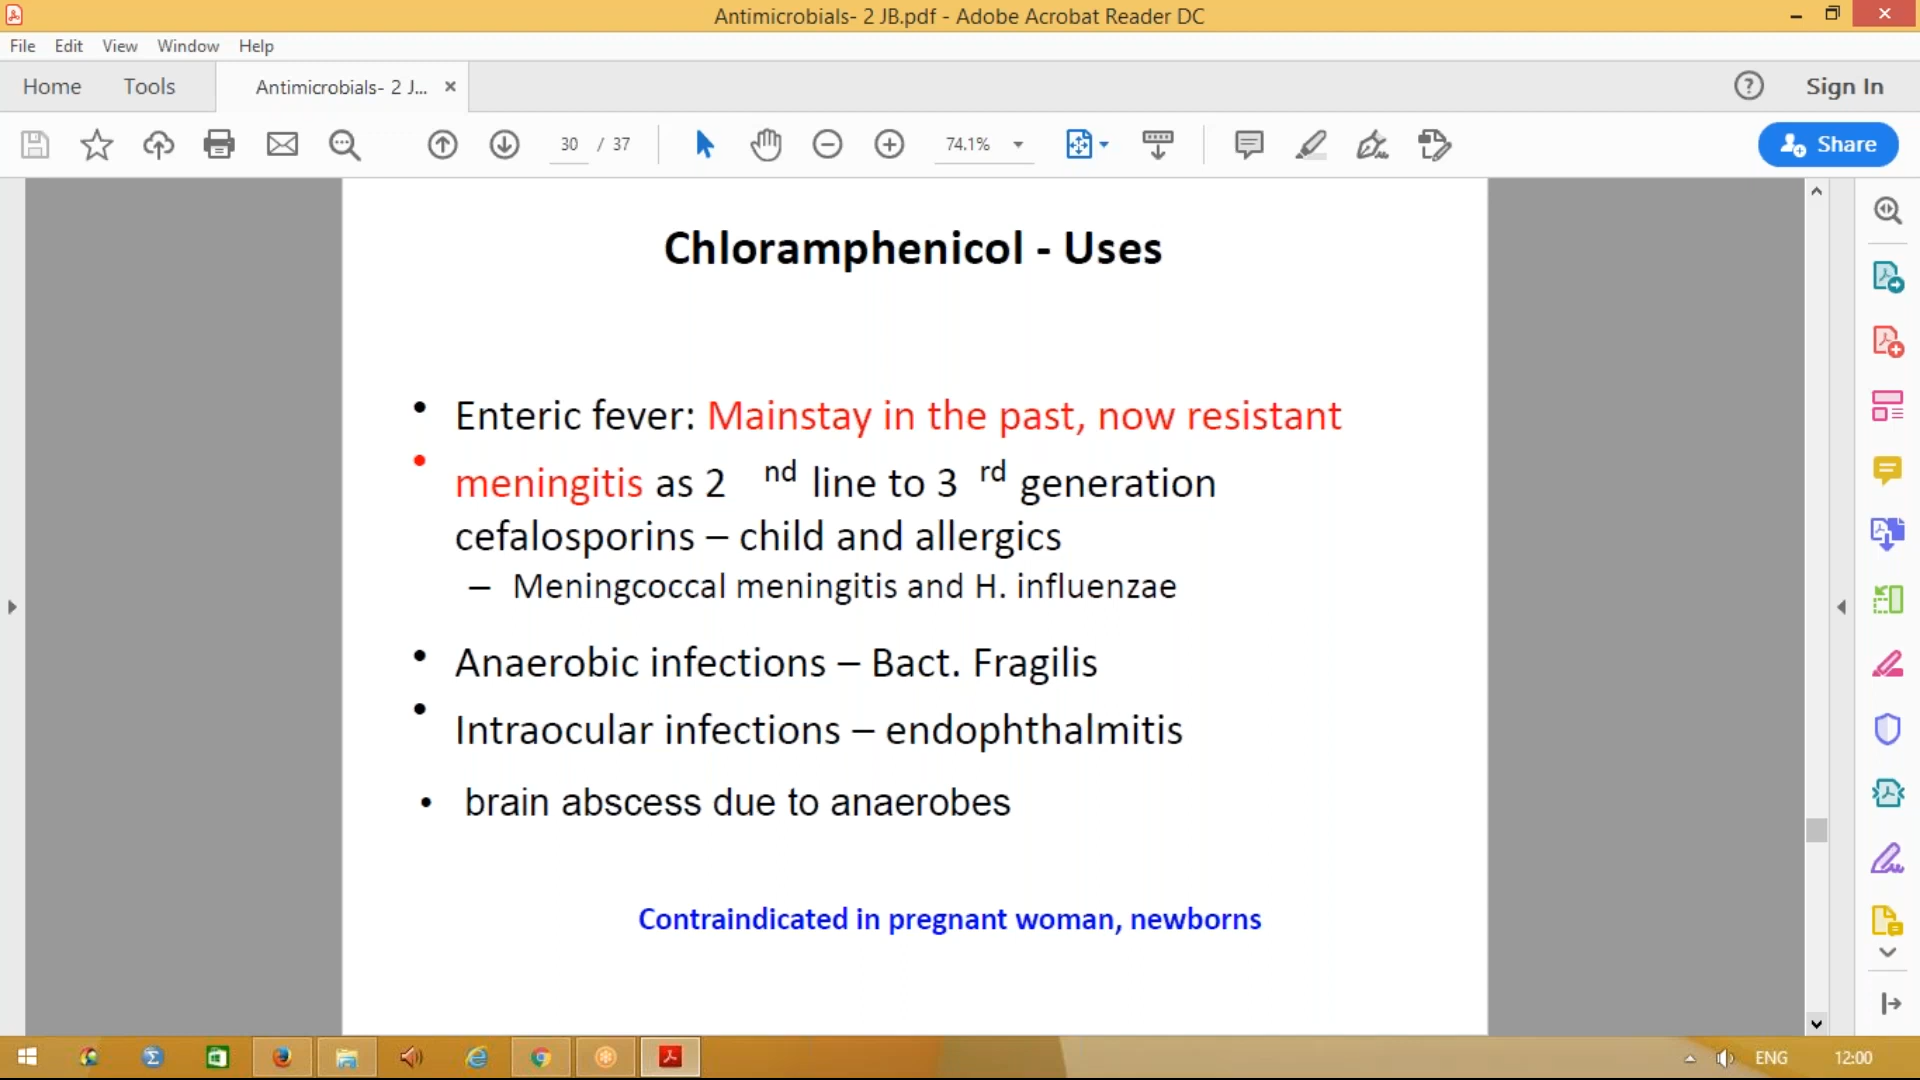 Antimicrobials- 2 JB.pdf - Adobe Acrobat Reader DC
File Edit View Window Help
Home Tools Antimicrobials- 2 J... × Sign In
30 / 37 74.1% Share
Chloramphenicol - Uses
• Enteric fever: Mainstay in the past, now resistant
• meningitis as 2 nd line to 3 rd generation
cefalosporins – child and allergics
– Meningcoccal meningitis and H. influenzae
• Anaerobic infections – Bact. Fragilis
• Intraocular infections – endophthalmitis
• brain abscess due to anaerobes
Contraindicated in pregnant woman, newborns
ENG 12:00